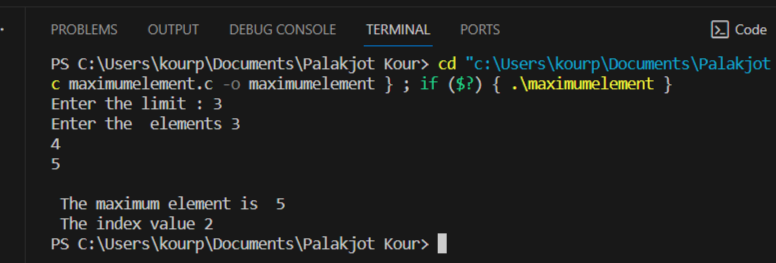 PROBLEMS OUTPUT DEBUG CONSOLE TERMINAL PORTS Code
PS C:\Users\kourp\Documents\Palakjot Kour> cd "c:\Users\kourp\Documents\Palakjot
c maximumelement.c -o maximumelement } ; if ($?) { .\maximumelement }
Enter the limit : 3
Enter the  elements 3
4
5
The maximum element is  5
The index value 2
PS C:\Users\kourp\Documents\Palakjot Kour>